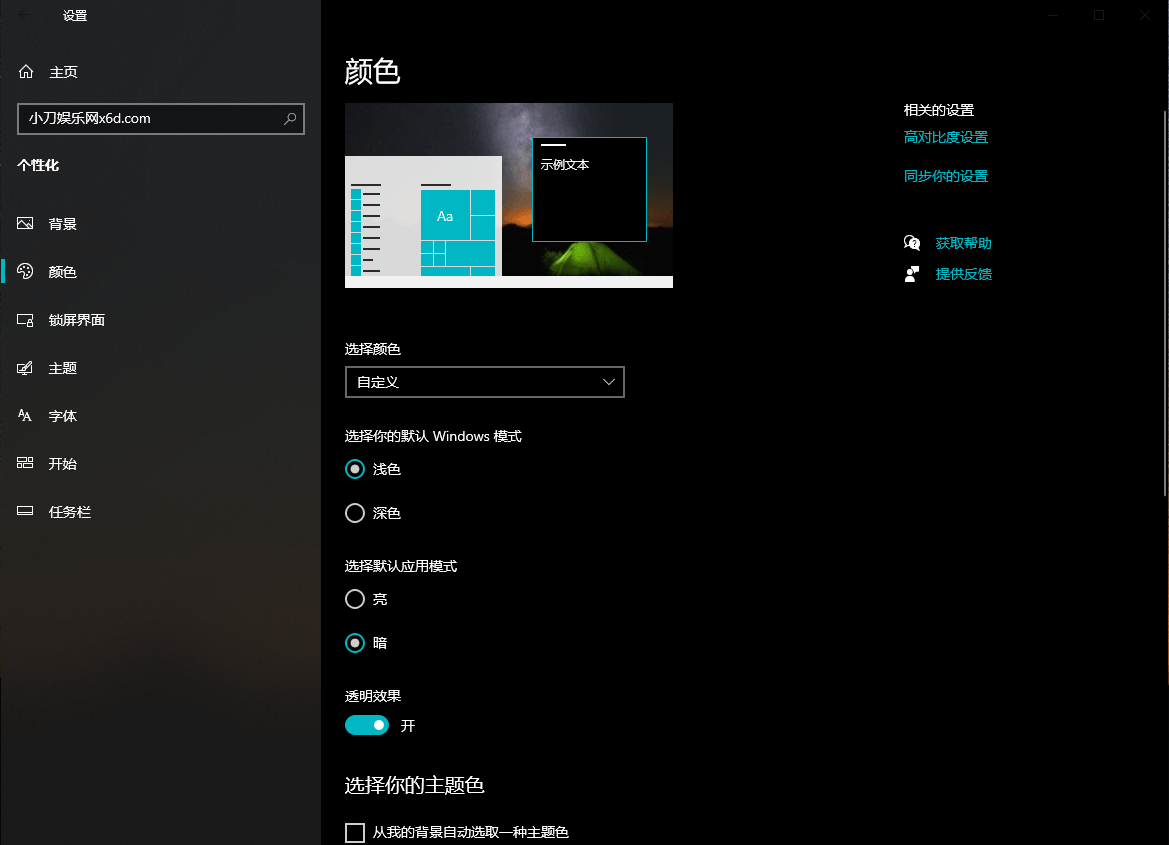 设置
主页
小刀娱乐网x6d.com
个性化
背景
颜色
锁屏界面
主题
字体
开始
任务栏
颜色
示例文本
Aa
选择颜色
自定义
选择你的默认 Windows 模式
浅色
深色
选择默认应用模式
亮
暗
透明效果
开
选择你的主题色
从我的背景自动选取一种主题色
相关的设置
高对比度设置
同步你的设置
获取帮助
提供反馈